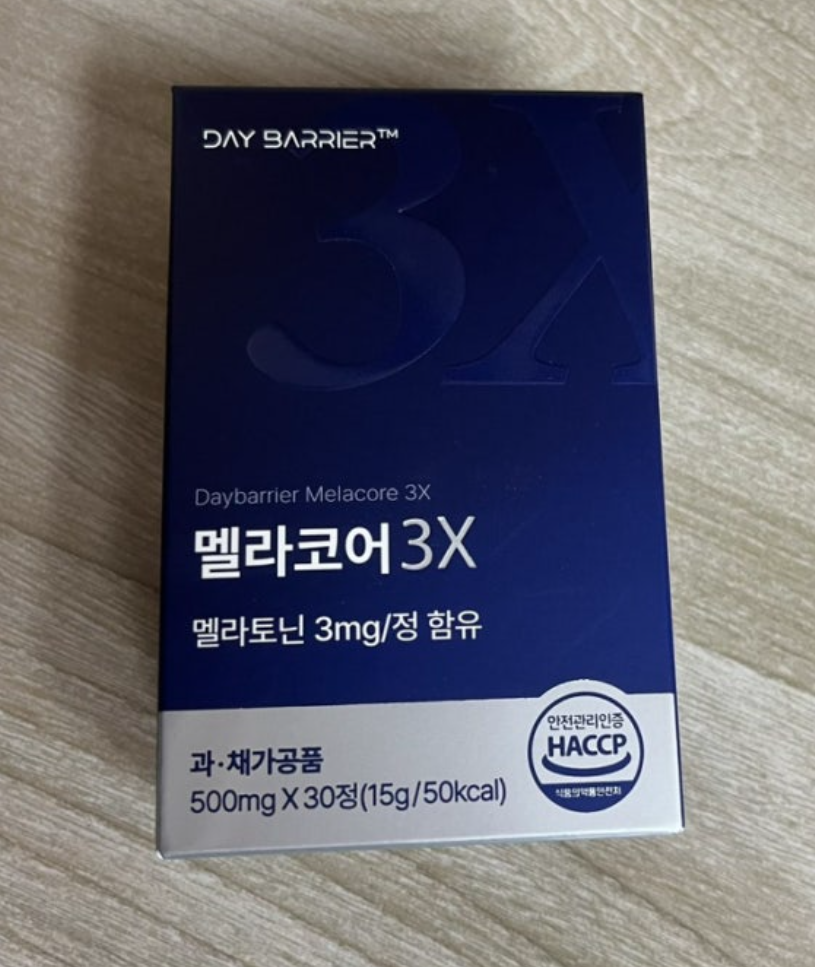 DAY BARRIER™
3X
Daybarrier Melacore 3X
멜라코어 3X
멜라토닌 3mg/정 함유
과·채가공품
500mg X 30정(15g/50kcal)
안전관리인증
HACCP
식품의약품안전처